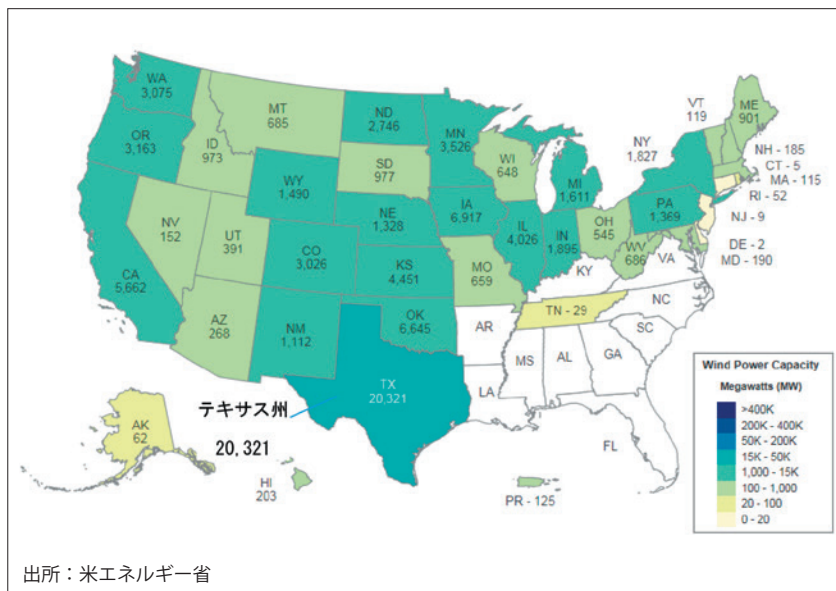 WA
3,075
MT
685
ND
2,746
MN
3,526
VT
119
ME
901
OR
3,163
ID
973
SD
977
WI
648
NY
1,827
NH - 185
CT - 5
MA - 115
RI - 52
WY
1,490
MI
1,611
PA
1,369
NJ - 9
IA
6,917
NE
1,328
NV
152
UT
391
CO
3,026
IL
4,026
IN
1,895
OH
545
WV
686
DE - 2
MD - 190
VA
CA
5,662
KS
4,451
MO
659
KY
NC
TN - 29
AZ
268
NM
1,112
OK
6,645
AR
SC
MS
AL
GA
TX
20,321
LA
テキサス州
20,321
FL
AK
62
HI
203
PR - 125
Wind Power Capacity
Megawatts (MW)
>400K
200K - 400K
50K - 200K
15K - 50K
1,000 - 15K
100 - 1,000
20 - 100
0 - 20
出所：米エネルギー省